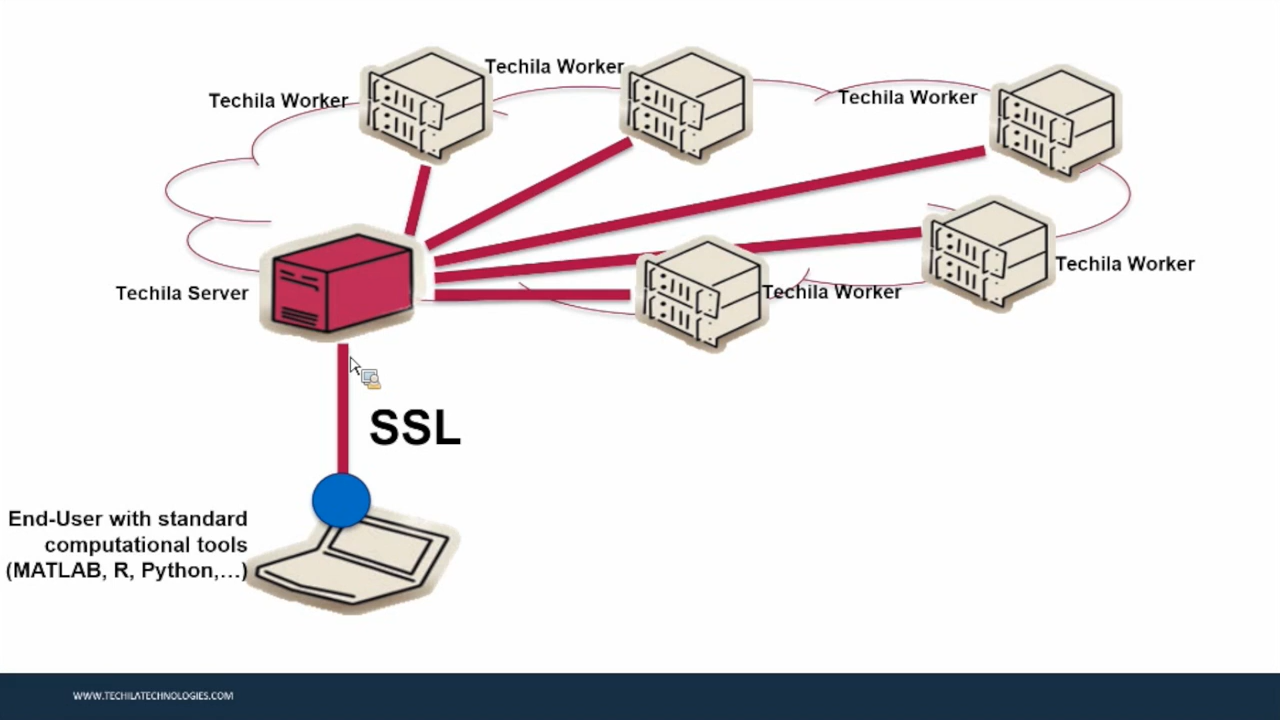 Techila Worker
Techila Worker
Techila Worker
Techila Worker
Techila Server
Techila Worker
SSL
End-User with standard
computational tools
(MATLAB, R, Python,...)
WWW.TECHILATECHNOLOGIES.COM